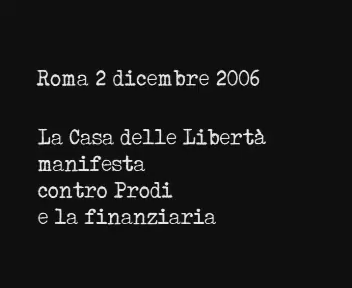 Roma 2 dicembre 2006
La Casa delle Libertà
manifesta
contro Prodi
e la finanziaria